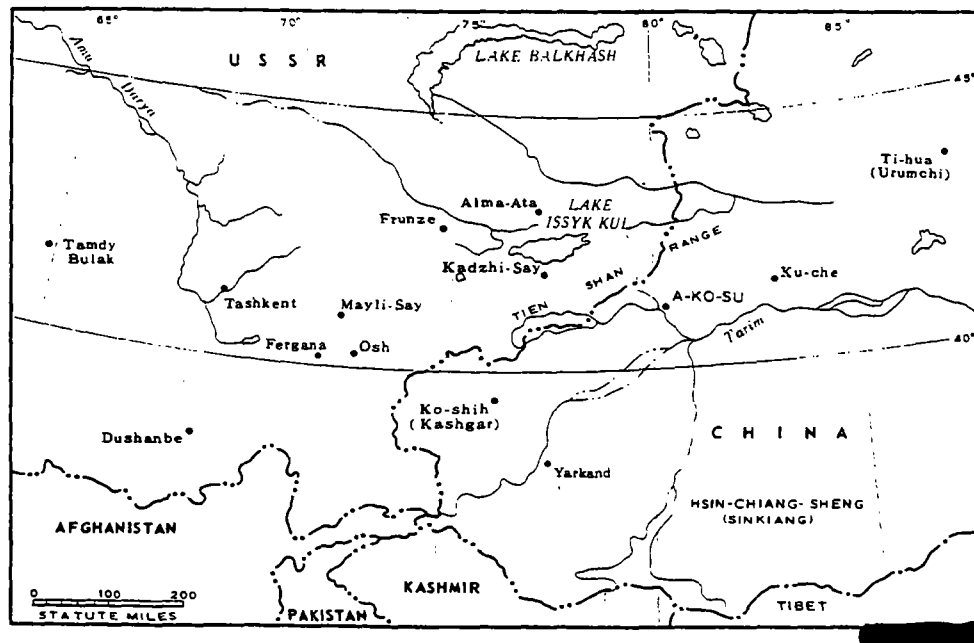 65° 70° 75° 80° 85°
USSR
LAKE BALKHASH
Amu
Darya
45°
Ti-hua
(Urumchi)
Alma-Ata
LAKE
ISSYK KUL
Frunze
Tamdy
Bulak
Kadzhi-Say
TIEN SHAN RANGE
Ku-che
Tashkent
Mayli-Say
A-KO-SU
Tarim
Fergana
Osh
40°
Ko-shih
(Kashgar)
CHINA
Dushanbe
Yarkand
HSIN-CHIANG-SHENG
(SINKIANG)
AFGHANISTAN
KASHMIR
TIBET
PAKISTAN
0 100 200
STATUTE MILES